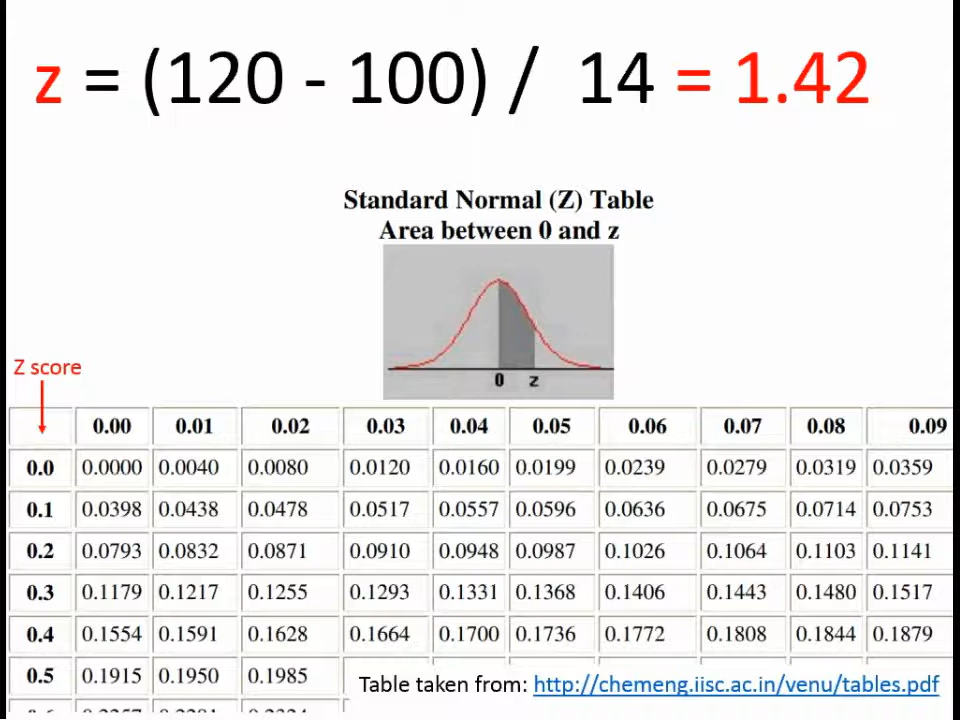 z = (120 - 100) / 14 = 1.42
Standard Normal (Z) Table
Area between 0 and z
0 z
Z score
0.00 0.01 0.02 0.03 0.04 0.05 0.06 0.07 0.08 0.09
0.0 0.0000 0.0040 0.0080 0.0120 0.0160 0.0199 0.0239 0.0279 0.0319 0.0359
0.1 0.0398 0.0438 0.0478 0.0517 0.0557 0.0596 0.0636 0.0675 0.0714 0.0753
0.2 0.0793 0.0832 0.0871 0.0910 0.0948 0.0987 0.1026 0.1064 0.1103 0.1141
0.3 0.1179 0.1217 0.1255 0.1293 0.1331 0.1368 0.1406 0.1443 0.1480 0.1517
0.4 0.1554 0.1591 0.1628 0.1664 0.1700 0.1736 0.1772 0.1808 0.1844 0.1879
0.5 0.1915 0.1950 0.1985
Table taken from: http://chemeng.iisc.ac.in/venu/tables.pdf